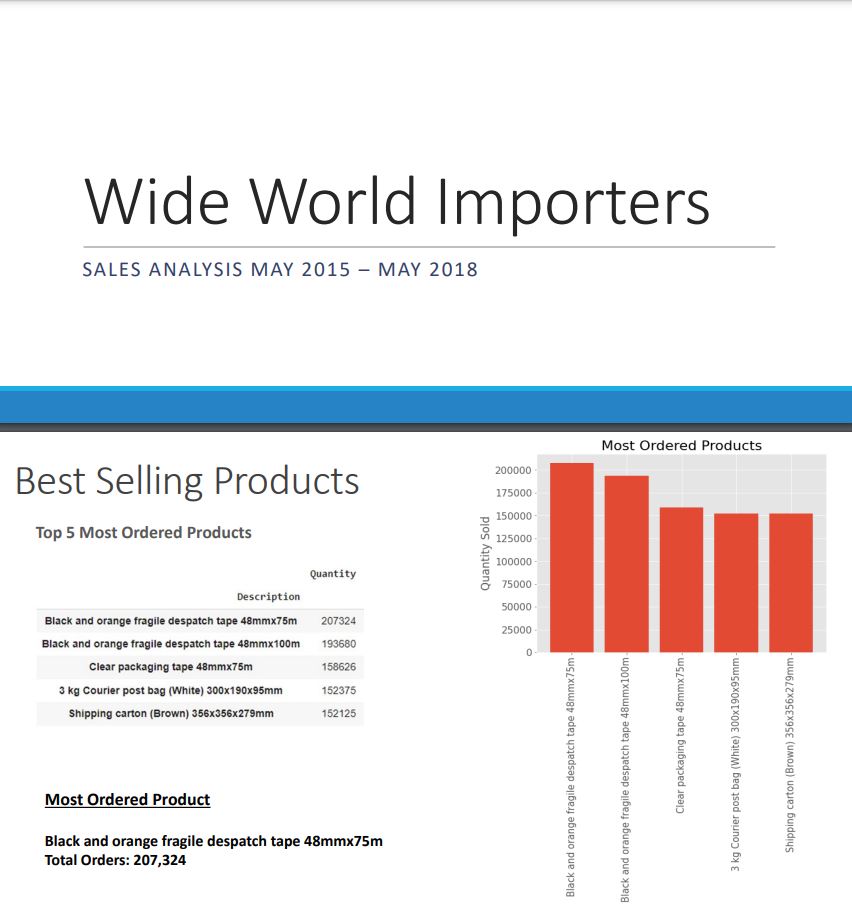 Wide World Importers
SALES ANALYSIS MAY 2015 – MAY 2018
Best Selling Products
Top 5 Most Ordered Products
Quantity
Description
Black and orange fragile despatch tape 48mmx75m 207324
Black and orange fragile despatch tape 48mmx100m 193680
Clear packaging tape 48mmx75m 158626
3 kg Courier post bag (White) 300x190x95mm 152375
Shipping carton (Brown) 356x356x279mm 152125
Most Ordered Product
Black and orange fragile despatch tape 48mmx75m
Total Orders: 207,324
Most Ordered Products
Quantity Sold
200000
175000
150000
125000
100000
75000
50000
25000
0
Black and orange fragile despatch tape 48mmx75m
Black and orange fragile despatch tape 48mmx100m
Clear packaging tape 48mmx75m
3 kg Courier post bag (White) 300x190x95mm
Shipping carton (Brown) 356x356x279mm